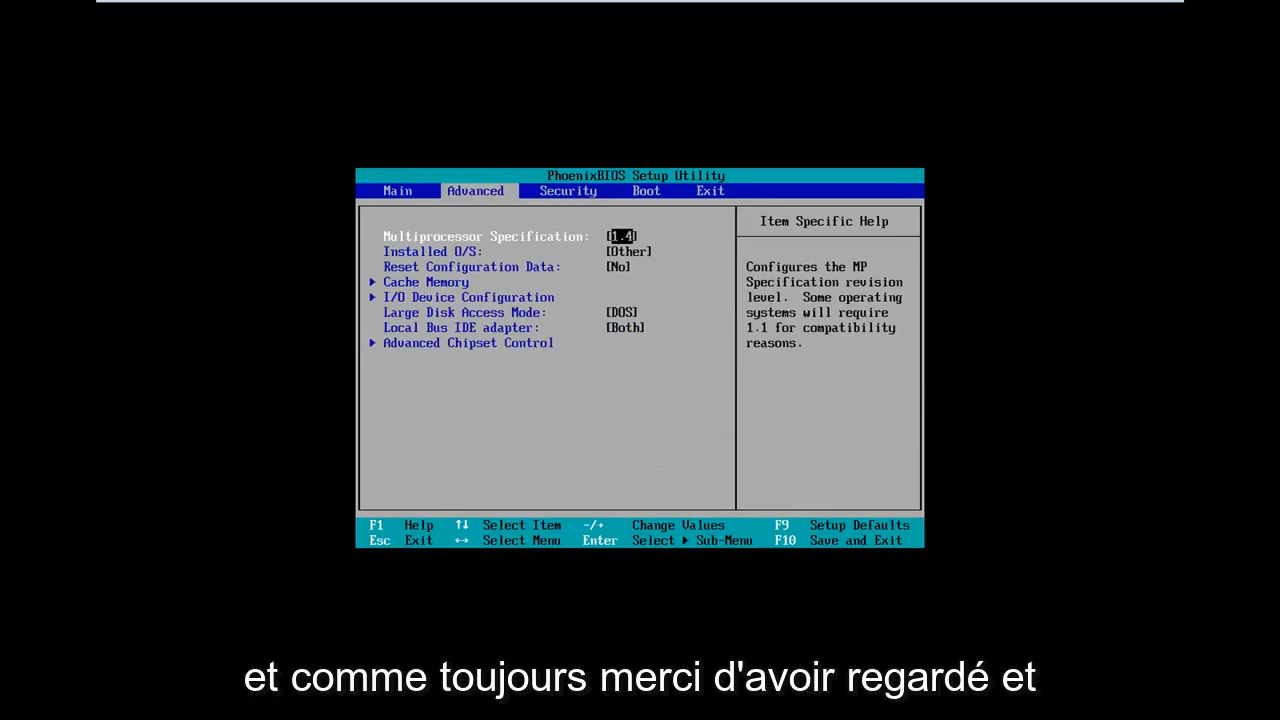 PhoenixBIOS Setup Utility
Main Advanced Security Boot Exit
Multiprocessor Specification: [1.4]
Installed O/S: [Other]
Reset Configuration Data: [No]
▶ Cache Memory
▶ I/O Device Configuration
Large Disk Access Mode: [DOS]
Local Bus IDE adapter: [Both]
▶ Advanced Chipset Control
Item Specific Help
Configures the MP
Specification revision
level. Some operating
systems will require
1.1 for compatibility
reasons.
F1 Help ↑↓ Select Item -/+ Change Values F9 Setup Defaults
Esc Exit ↔ Select Menu Enter Select ▶ Sub-Menu F10 Save and Exit
et comme toujours merci d'avoir regardé et